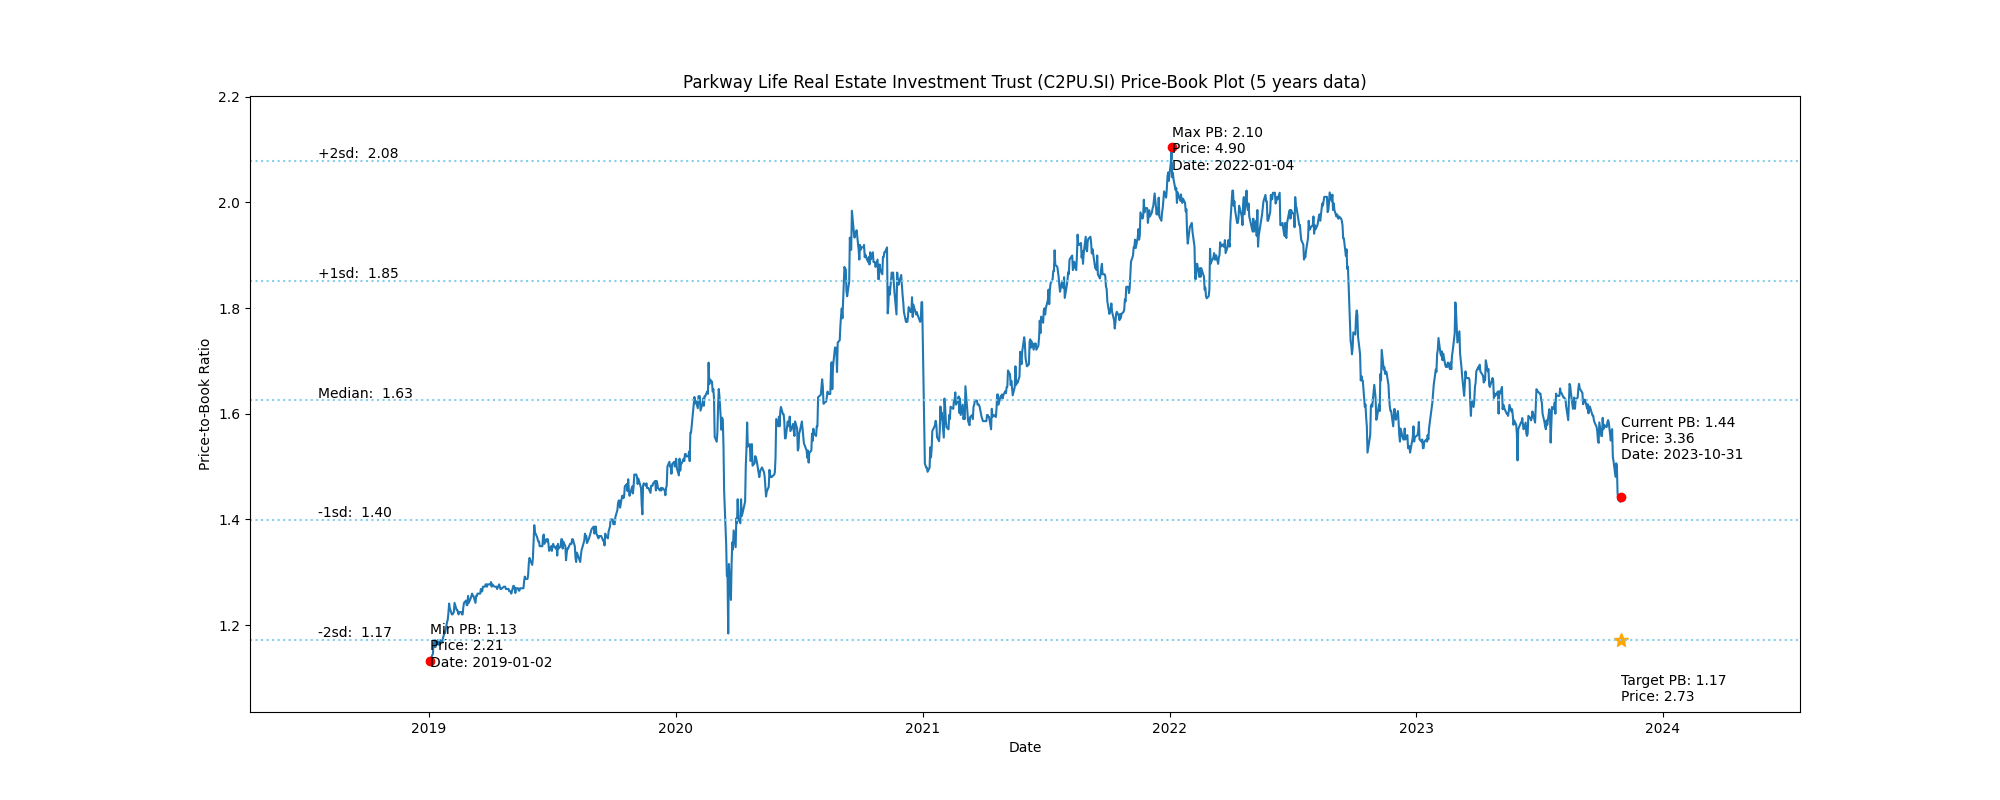 Parkway Life Real Estate Investment Trust (C2PU.SI) Price-Book Plot (5 years data)
2.2
Max PB: 2.10
Price: 4.90
Date: 2022-01-04
+2sd:  2.08
2.0
+1sd:  1.85
1.8
Price-to-Book Ratio
Median:  1.63
1.6
Current PB: 1.44
Price: 3.36
Date: 2023-10-31
-1sd:  1.40
1.4
1.2
-2sd:  1.17
Min PB: 1.13
Price: 2.21
Date: 2019-01-02
Target PB: 1.17
Price: 2.73
2019 2020 2021 2022 2023 2024
Date